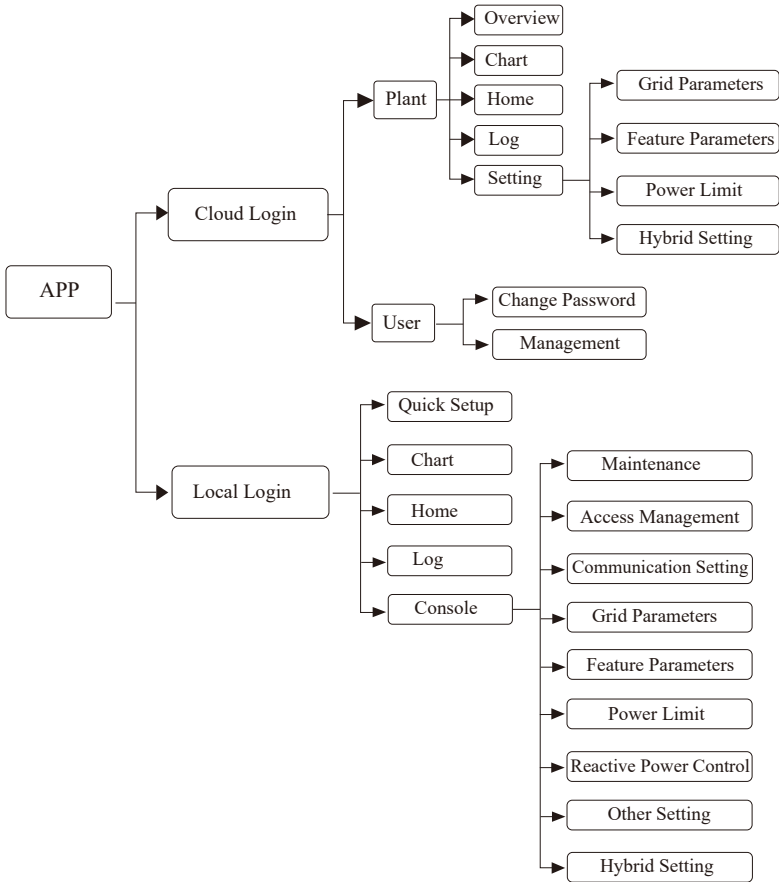 APP
Cloud Login
Plant
Overview
Chart
Home
Log
Setting
Grid Parameters
Feature Parameters
Power Limit
Hybrid Setting
User
Change Password
Management
Local Login
Quick Setup
Chart
Home
Log
Console
Maintenance
Access Management
Communication Setting
Grid Parameters
Feature Parameters
Power Limit
Reactive Power Control
Other Setting
Hybrid Setting